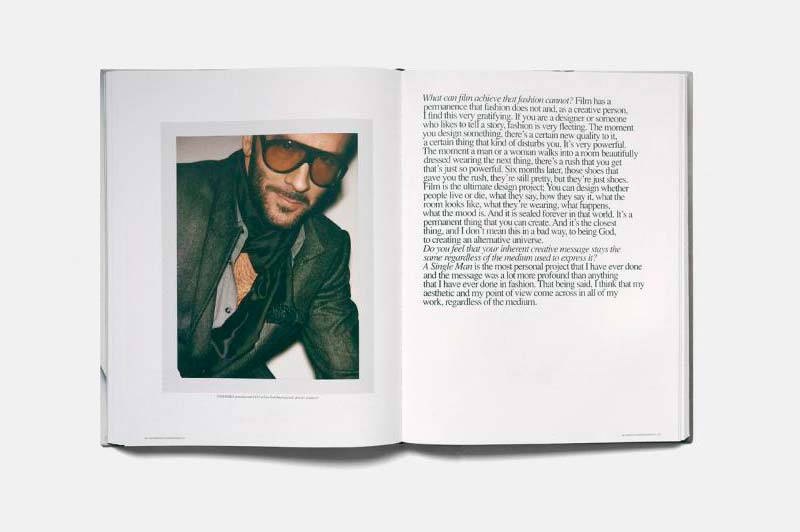 What can film achieve that fashion cannot? Film has a
permanence that fashion does not and, as a creative person,
I find this very gratifying. If you are a designer or someone
who likes to tell a story, fashion is very fleeting. The moment
you design something, there's a certain new quality to it,
a certain thing that kind of disturbs you. It's very powerful.
The moment a man or a woman walks into a room beautifully
dressed wearing the next thing, there's a rush that you get
that's just so powerful. Six months later, those shoes that
gave you the rush, they're still pretty, but they're just shoes.
Film is the ultimate design project; You can design whether
people live or die, what they say, how they say it, what the
room looks like, what they're wearing, what happens,
what the mood is. And it is sealed forever in that world. It's a
permanent thing that you can create. And it's the closest
thing, and I don't mean this in a bad way, to being God,
to creating an alternative universe.
Do you feel that your inherent creative message stays the
same regardless of the medium used to express it?
A Single Man is the most personal project that I have ever done
and the message was a lot more profound than anything
that I have ever done in fashion. That being said, I think that my
aesthetic and my point of view come across in all of my
work, regardless of the medium.